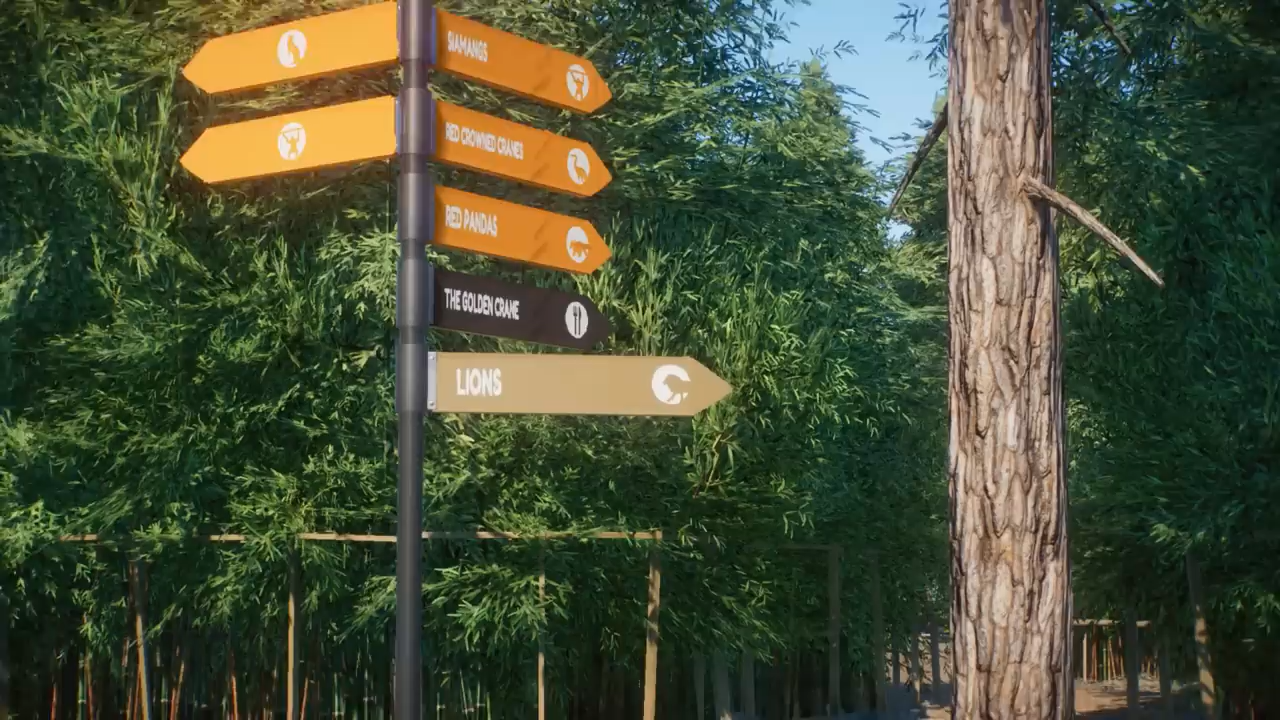 SIAMANGS
RED CROWNED CRANES
RED PANDAS
THE GOLDEN CRANE
LIONS